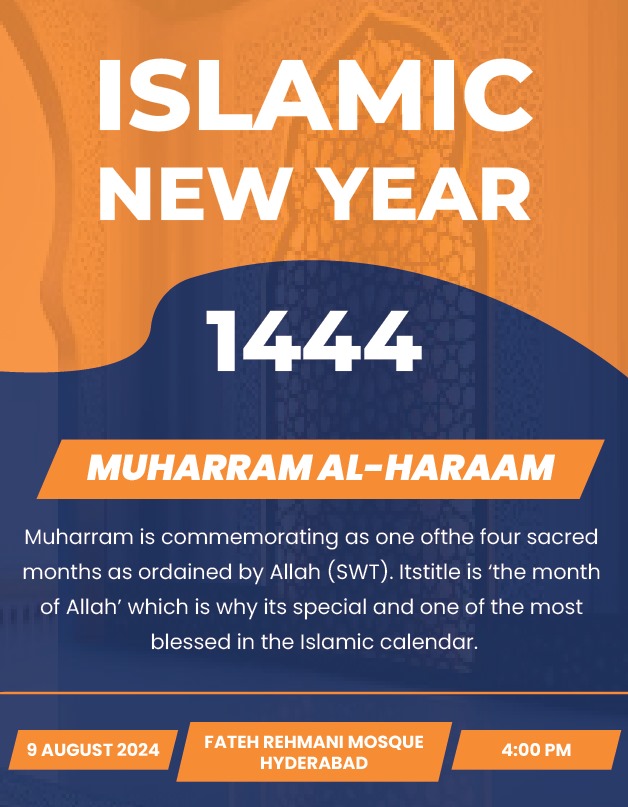 ISLAMIC
NEW YEAR
1444
MUHARRAM AL-HARAAM
Muharram is commemorating as one ofthe four sacred
months as ordained by Allah (SWT). Itstitle is ‘the month
of Allah’ which is why its special and one of the most
blessed in the Islamic calendar.
9 AUGUST 2024
FATEH REHMANI MOSQUE
HYDERABAD
4:00 PM